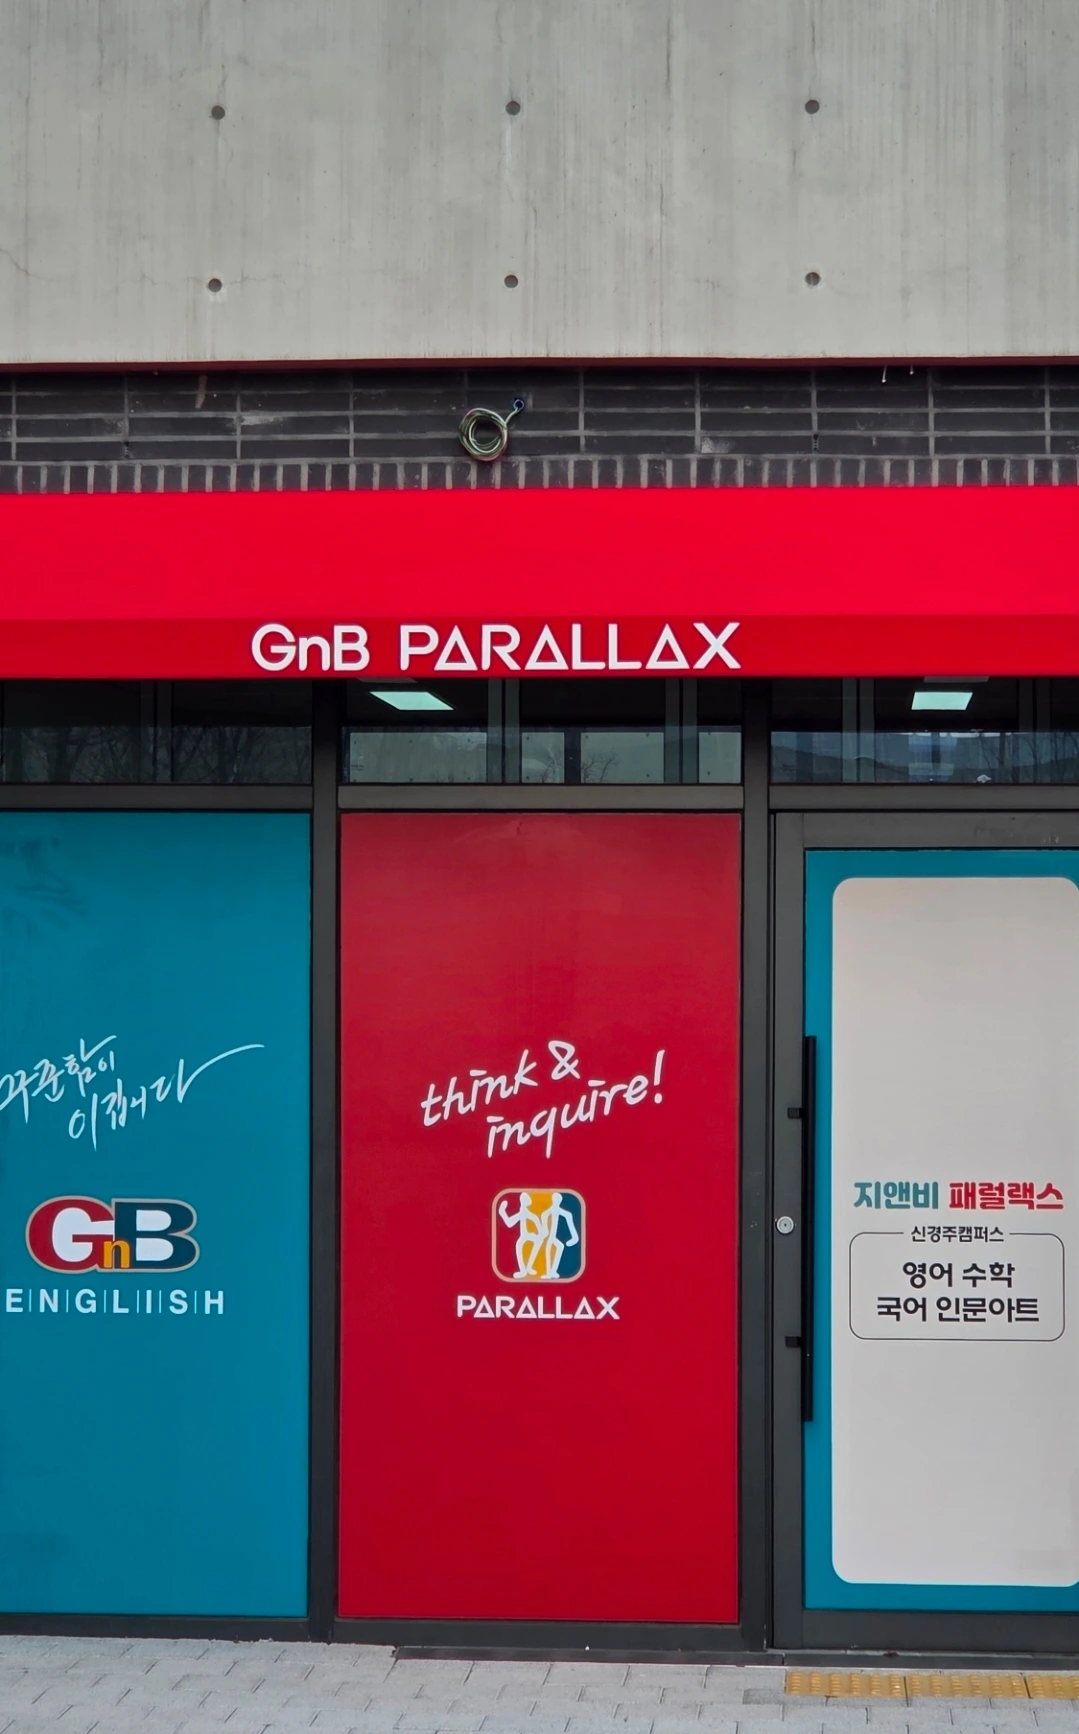 GnB PARALLAX
꾸준함이
이깁니다
GnB
ENGLISH
think &
inquire!
PARALLAX
지앤비 패럴랙스
신경주캠퍼스
영어 수학
국어 인문아트